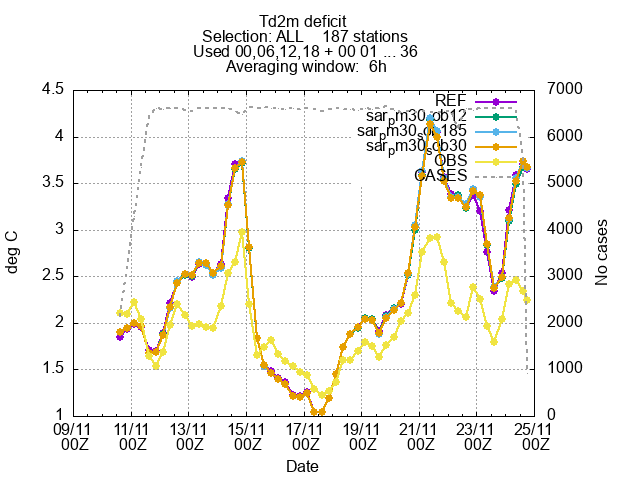 Td2m deficit
Selection: ALL 187 stations
Used 00,06,12,18 + 00 01 ... 36
Averaging window: 6h
4.5 7000
REF
sar_pm30_sob12
4 6000
sar_pm30_sob185
sar_pm30_sob30
OBS
CASES
3.5 5000
3 4000
deg C
No cases
2.5 3000
2 2000
1.5 1000
1 0
09/11 11/11 13/11 15/11 17/11 19/11 21/11 23/11 25/11
00Z 00Z 00Z 00Z 00Z 00Z 00Z 00Z 00Z
Date